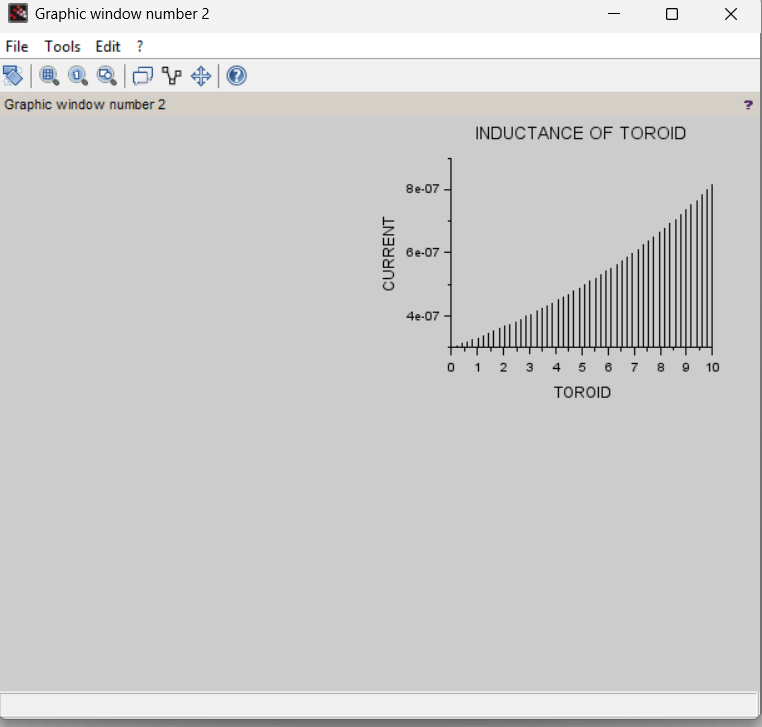 Graphic window number 2
File Tools Edit ?
Graphic window number 2 ?
INDUCTANCE OF TOROID
8e-07
6e-07
4e-07
CURRENT
0 1 2 3 4 5 6 7 8 9 10
TOROID